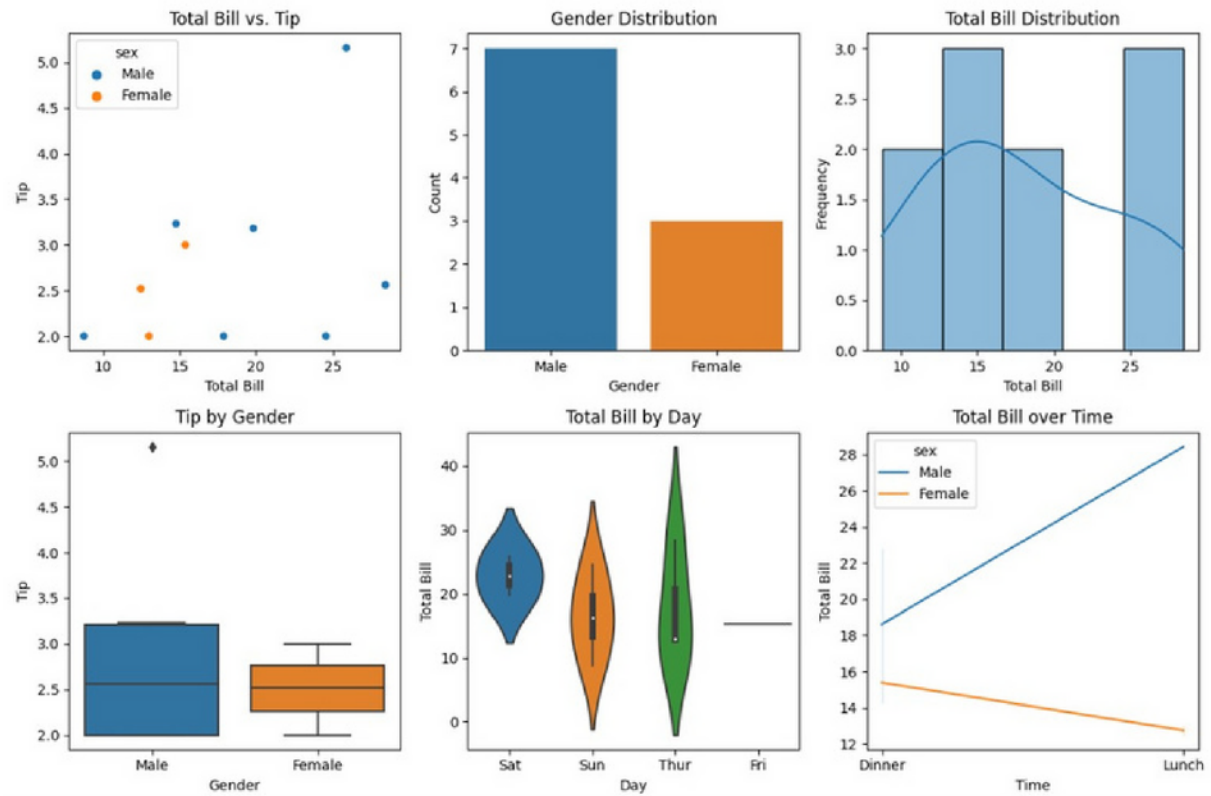 Total Bill vs. Tip
sex
Male
Female
5.0
4.5
4.0
3.5
3.0
2.5
2.0
Tip
10 15 20 25
Total Bill
Gender Distribution
7
6
5
4
3
2
1
0
Count
Male Female
Gender
Total Bill Distribution
3.0
2.5
2.0
1.5
1.0
0.5
0.0
Frequency
10 15 20 25
Total Bill
Tip by Gender
5.0
4.5
4.0
3.5
3.0
2.5
2.0
Tip
Male Female
Gender
Total Bill by Day
40
30
20
10
0
Total Bill
Sat Sun Thur Fri
Day
Total Bill over Time
sex
Male
Female
28
26
24
22
20
18
16
14
12
Total Bill
Dinner Lunch
Time